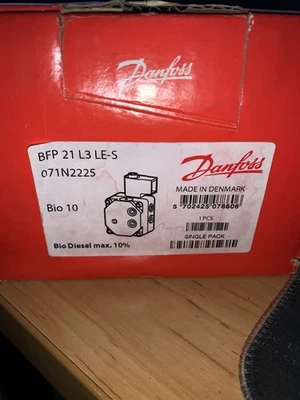 Danfoss
BFP 21 L3 LE-S
071N2225
Danfoss
MADE IN DENMARK
Bio 10
5 702425 078606
1 PCS
SINGLE PACK
Bio Diesel max. 10%